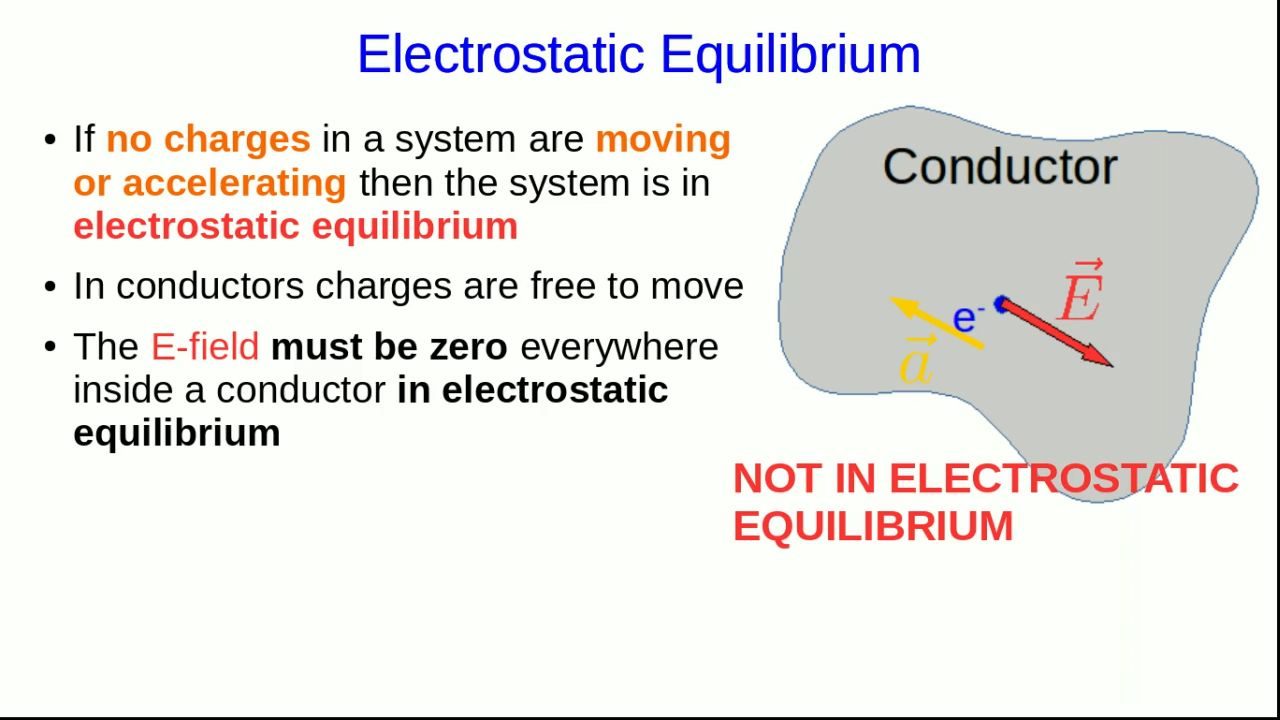 Electrostatic Equilibrium
• If no charges in a system are moving
or accelerating then the system is in
electrostatic equilibrium
• In conductors charges are free to move
• The E-field must be zero everywhere
inside a conductor in electrostatic
equilibrium
Conductor
E⃗
e⁻
a⃗
NOT IN ELECTROSTATIC
EQUILIBRIUM